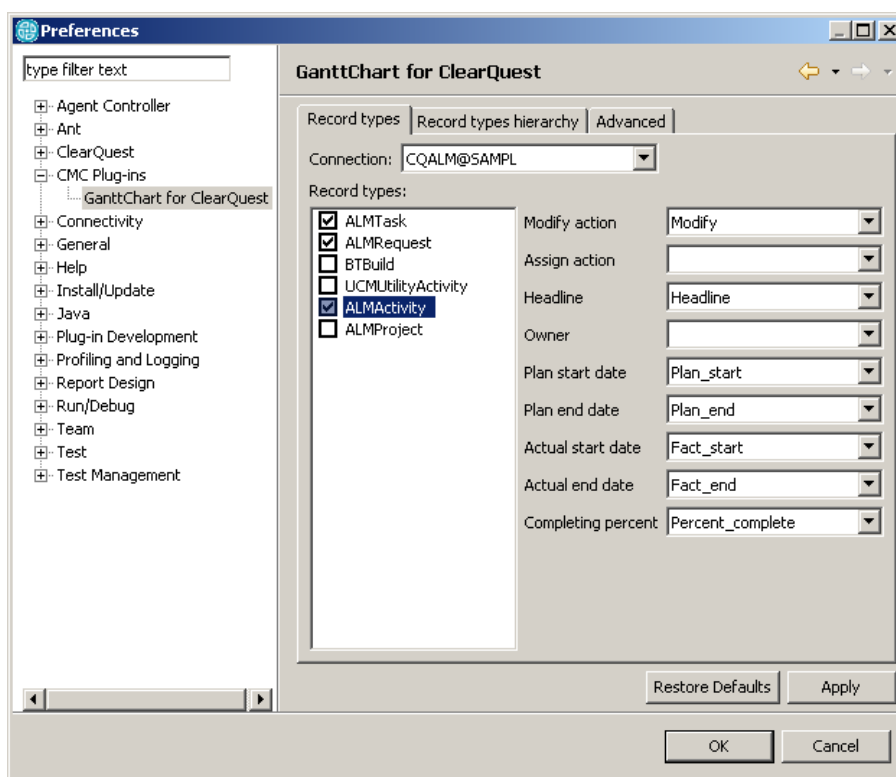 Preferences
type filter text
Agent Controller
Ant
ClearQuest
CMC Plug-ins
GanttChart for ClearQuest
Connectivity
General
Help
Install/Update
Java
Plug-in Development
Profiling and Logging
Report Design
Run/Debug
Team
Test
Test Management
GanttChart for ClearQuest
Record types Record types hierarchy Advanced
Connection: CQALM@SAMPL
Record types:
ALMTask
ALMRequest
BTBuild
UCMUtilityActivity
ALMActivity
ALMProject
Modify action Modify
Assign action
Headline Headline
Owner
Plan start date Plan_start
Plan end date Plan_end
Actual start date Fact_start
Actual end date Fact_end
Completing percent Percent_complete
Restore Defaults Apply
OK Cancel